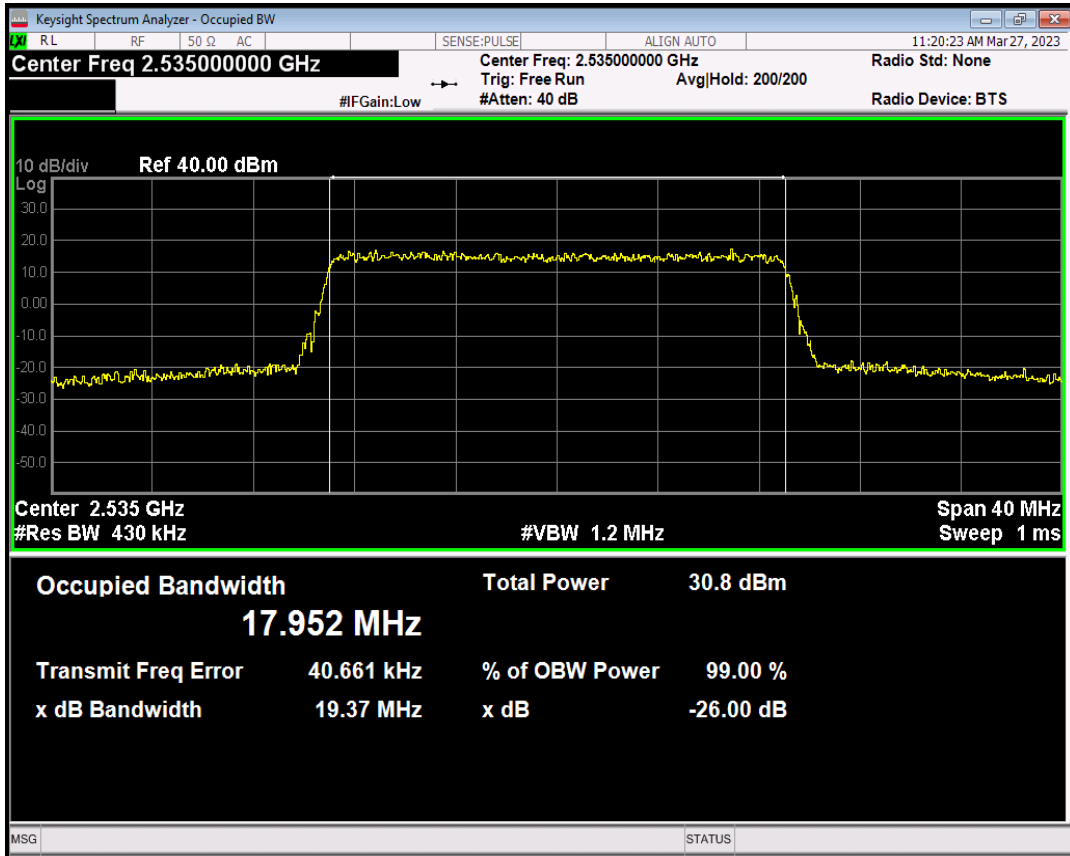 Keysight Spectrum Analyzer - Occupied BW
LXI RL RF 50 Ω AC SENSE:PULSE ALIGN AUTO 11:20:23 AM Mar 27, 2023
Center Freq 2.535000000 GHz Center Freq: 2.535000000 GHz Radio Std: None
Trig: Free Run Avg|Hold: 200/200
#IFGain:Low #Atten: 40 dB Radio Device: BTS
10 dB/div Ref 40.00 dBm
Log
30.0
20.0
10.0
0.00
-10.0
-20.0
-30.0
-40.0
-50.0
Center 2.535 GHz Span 40 MHz
#Res BW 430 kHz #VBW 1.2 MHz Sweep 1 ms
Occupied Bandwidth Total Power 30.8 dBm
17.952 MHz
Transmit Freq Error 40.661 kHz % of OBW Power 99.00 %
x dB Bandwidth 19.37 MHz x dB -26.00 dB
MSG STATUS